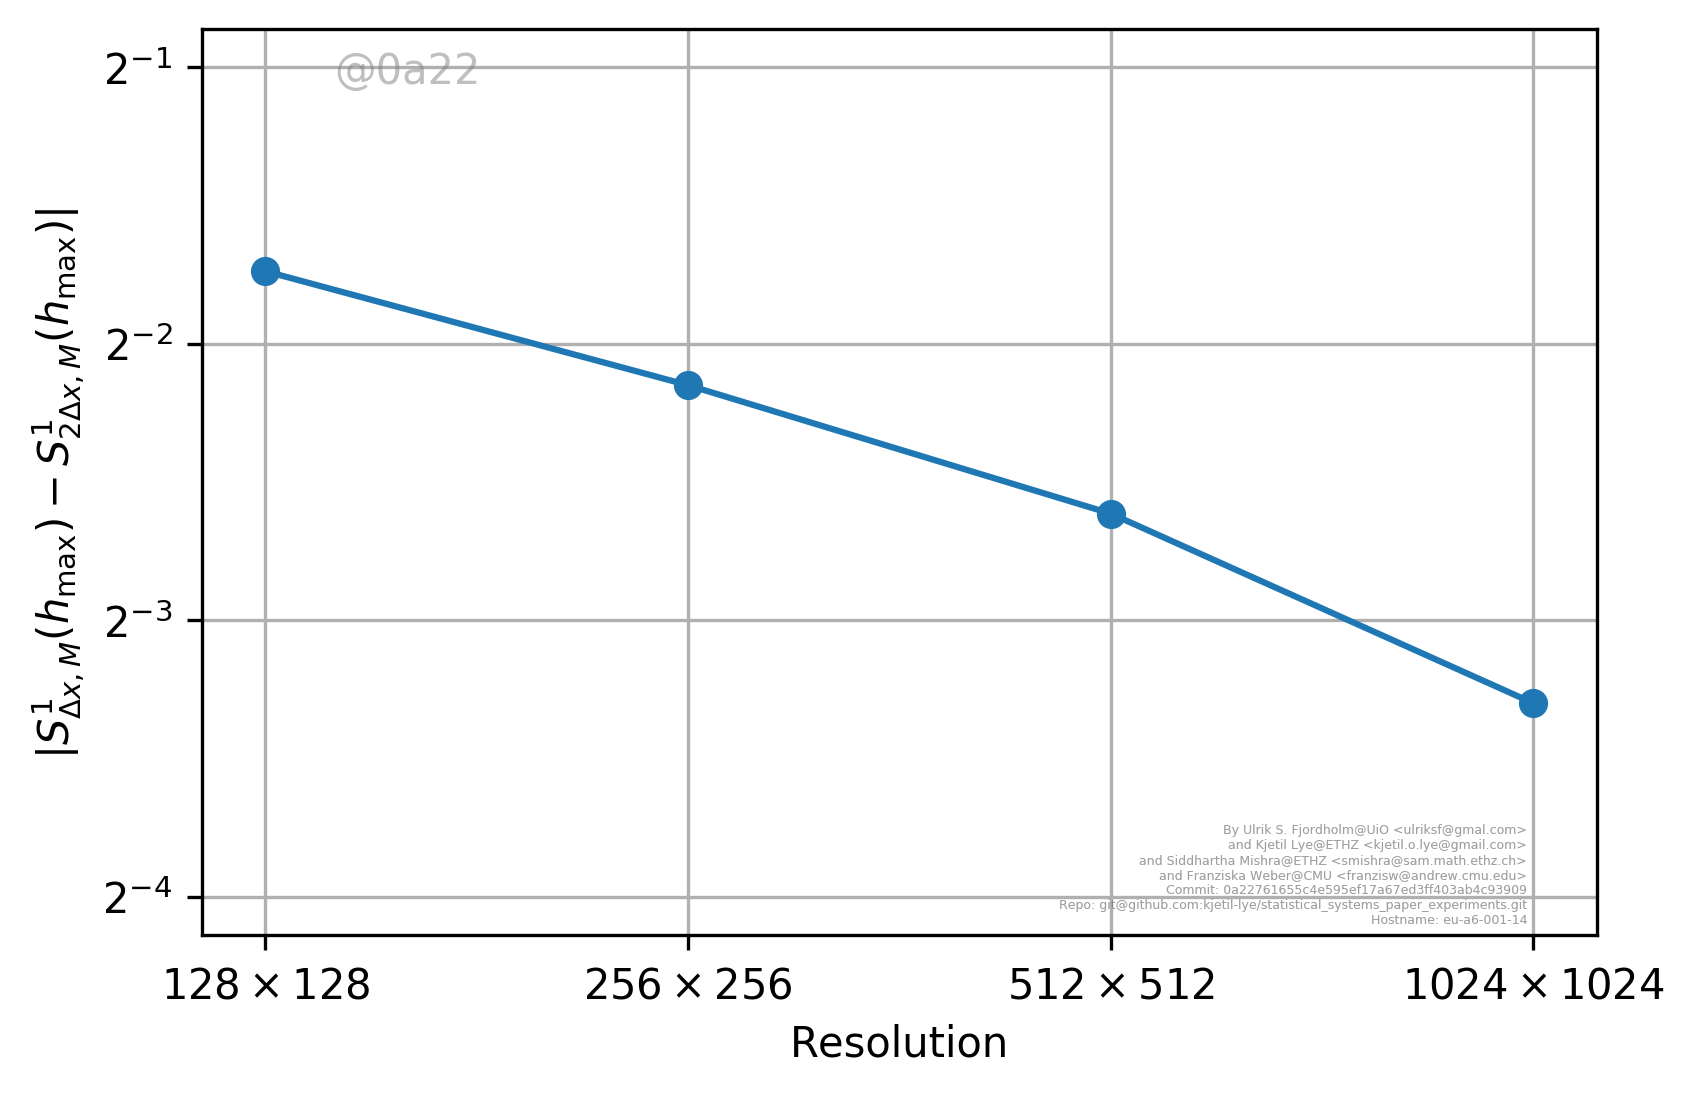 @0a22
2⁻¹
2⁻²
2⁻³
2⁻⁴
|S¹_{Δx,M}(h_max) − S¹_{2Δx,M}(h_max)|
By Ulrik S. Fjordholm@UiO <ulriksf@gmal.com>
and Kjetil Lye@ETHZ <kjetil.o.lye@gmail.com>
and Siddhartha Mishra@ETHZ <smishra@sam.math.ethz.ch>
and Franziska Weber@CMU <franzisw@andrew.cmu.edu>
Commit: 0a22761655c4e595ef17a67ed3ff403ab4c93909
Repo: git@github.com:kjetil-lye/statistical_systems_paper_experiments.git
Hostname: eu-a6-001-14
128 × 128 256 × 256 512 × 512 1024 × 1024
Resolution